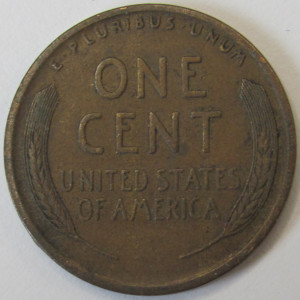 E·PLURIBUS·UNUM
ONE
CENT
UNITED STATES
OF AMERICA